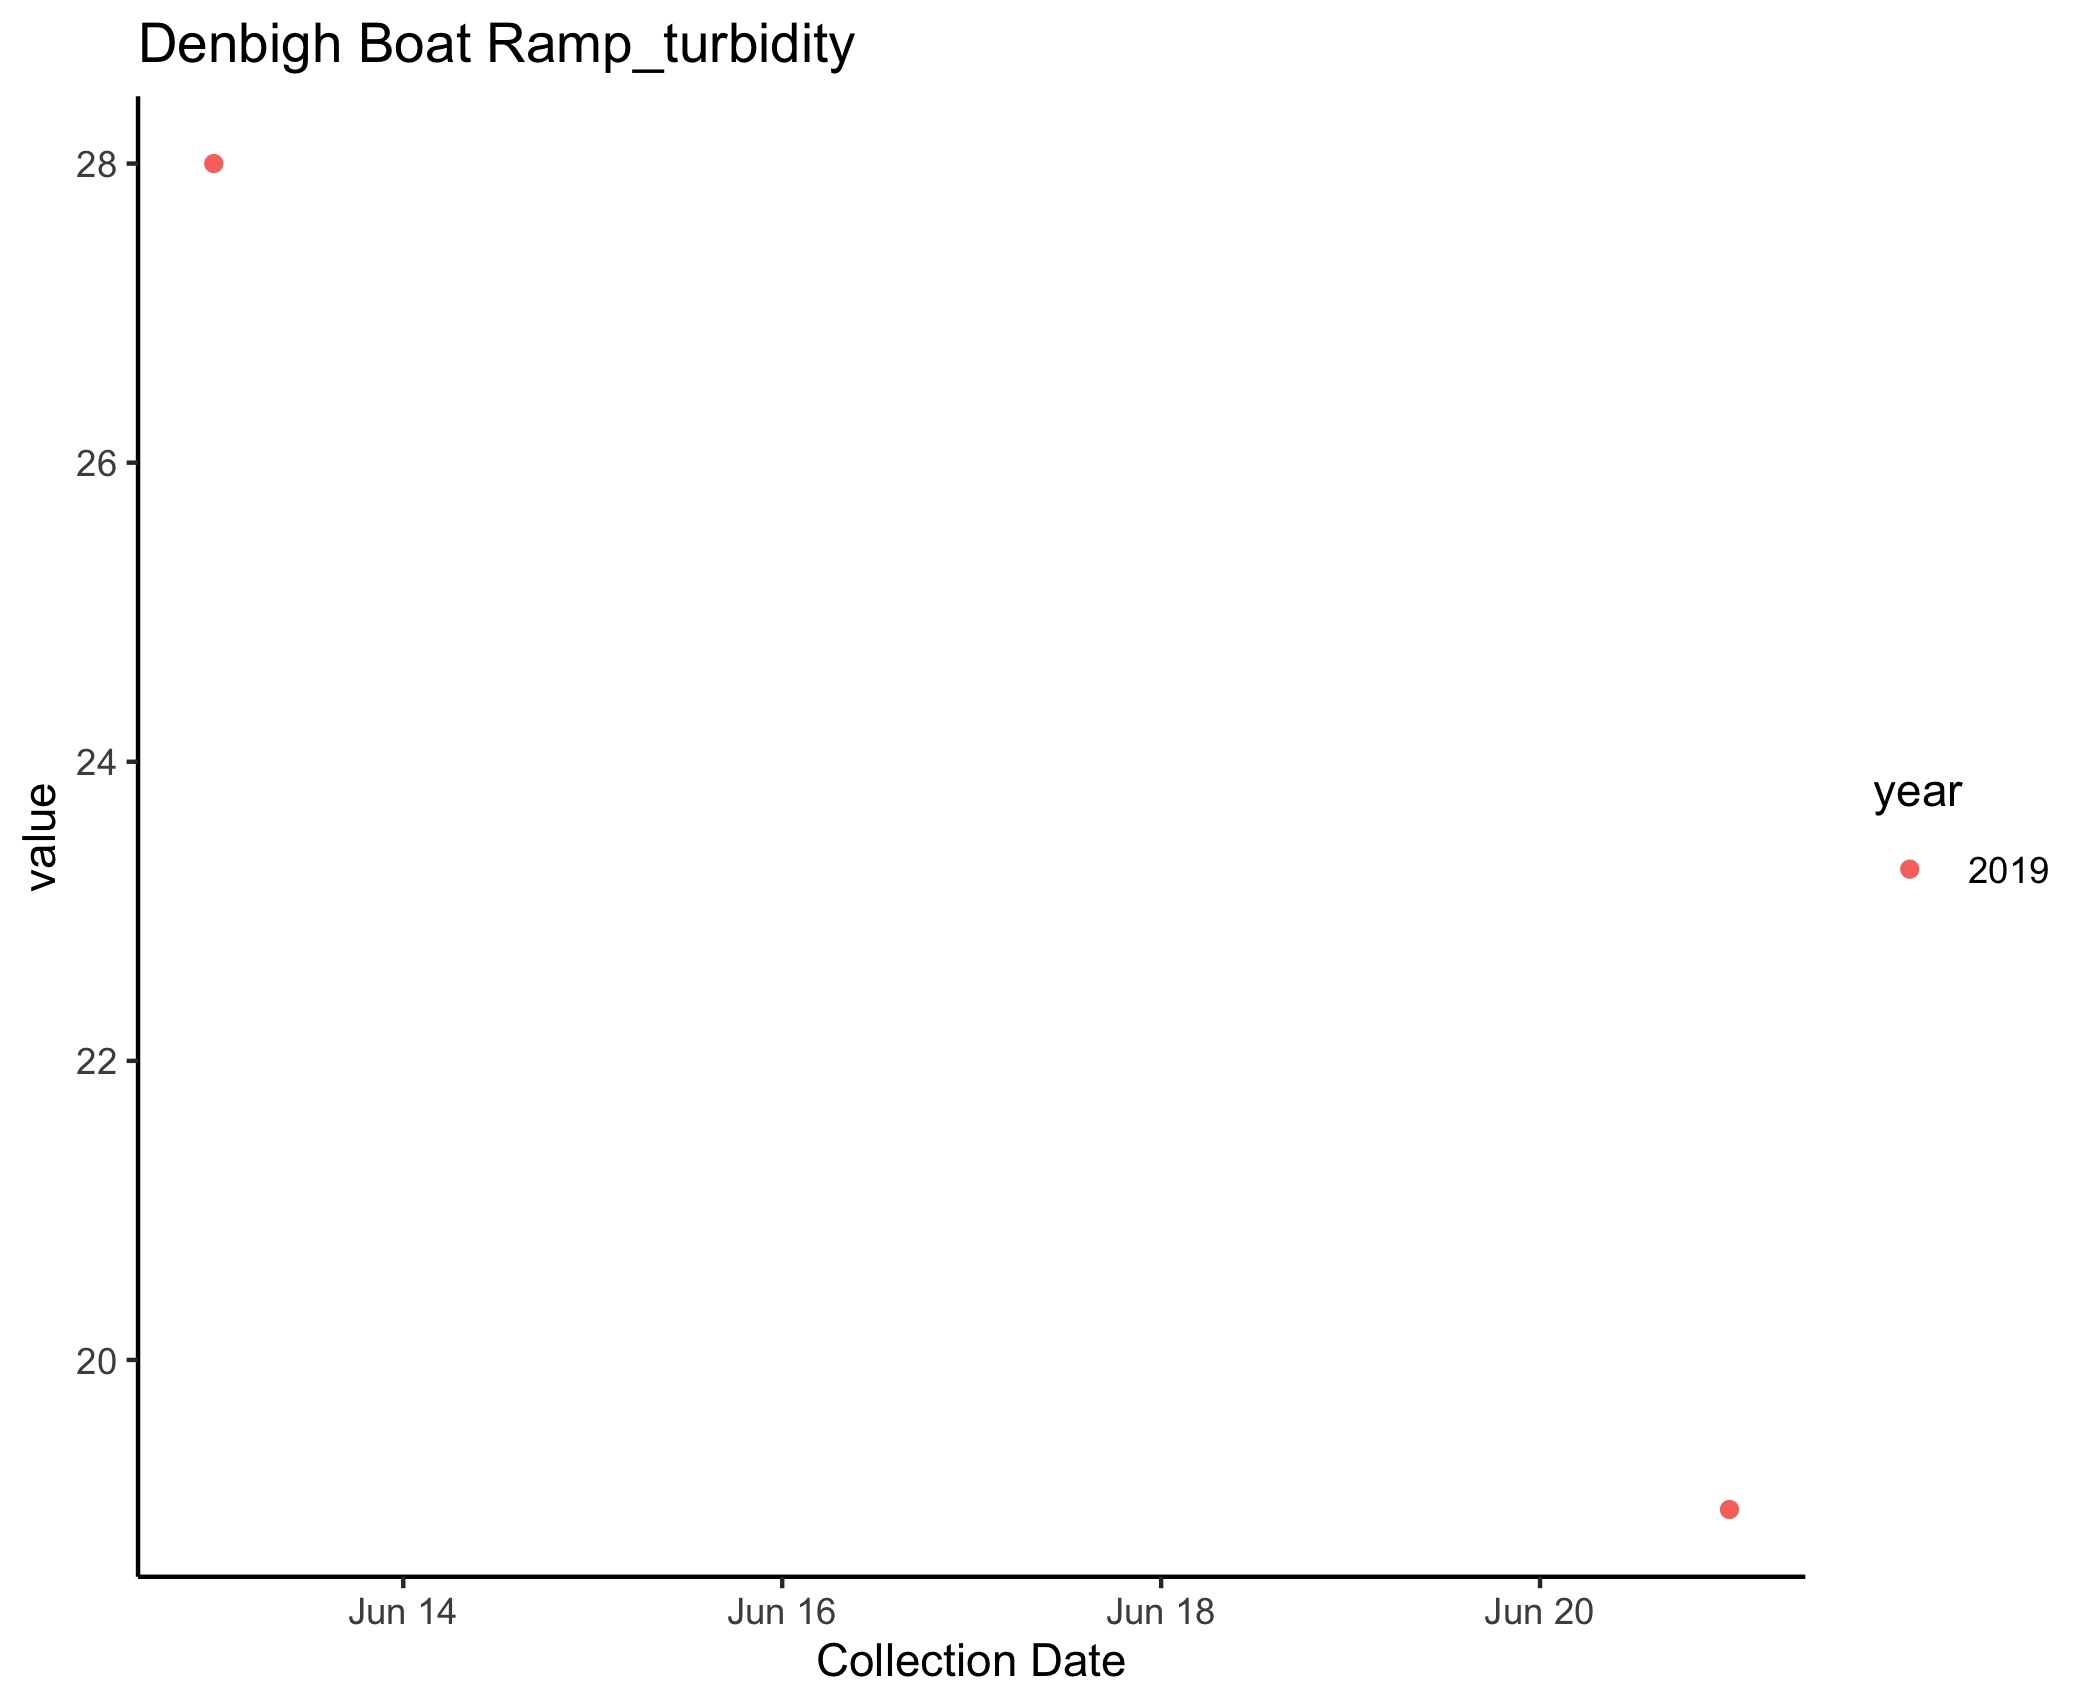 Denbigh Boat Ramp_turbidity
28
26
24
22
20
value
Jun 14 Jun 16 Jun 18 Jun 20
Collection Date
year
2019